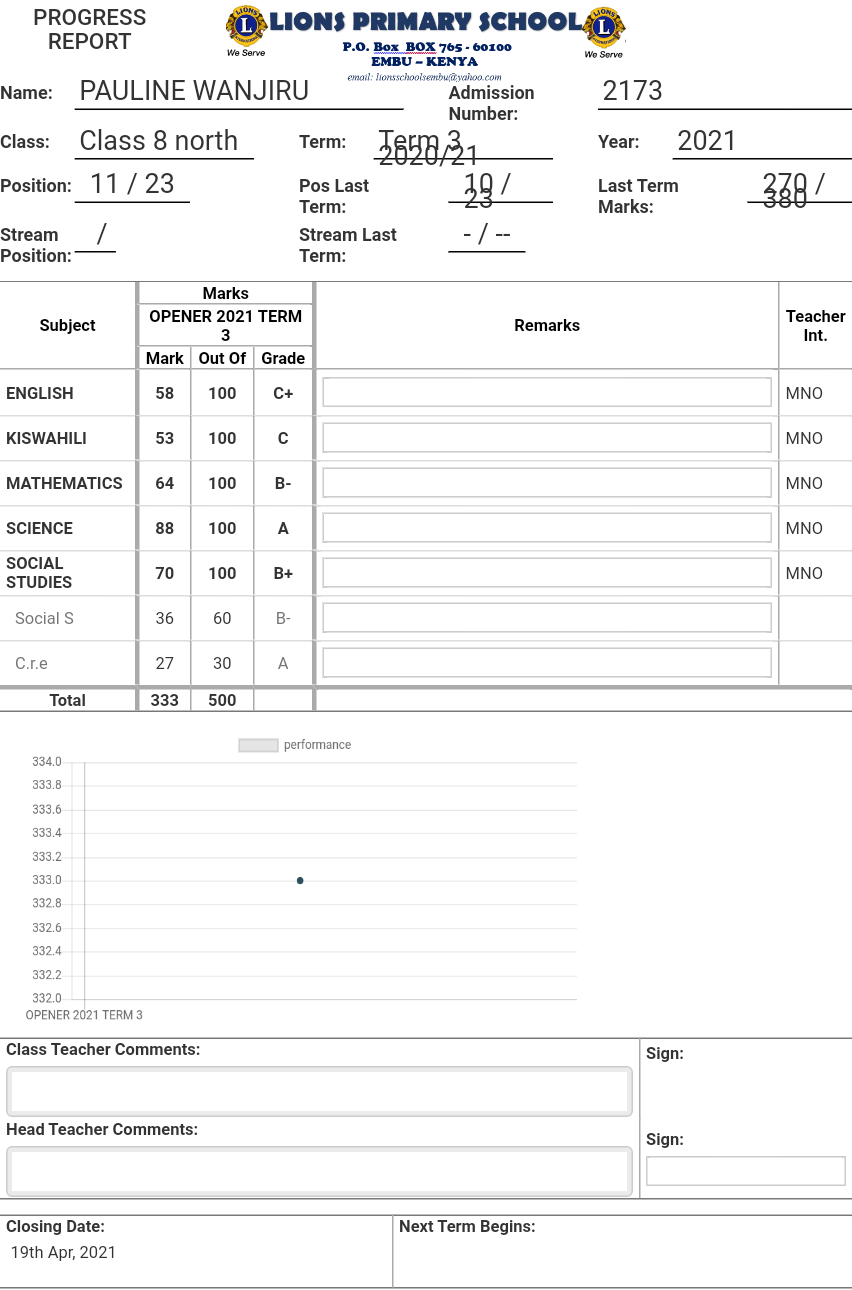 PROGRESS
REPORT
LIONS PRIMARY SCHOOL
We Serve
We Serve
P.O. Box BOX 765 - 60100
EMBU – KENYA
email: lionsschoolsembu@yahoo.com
Name: PAULINE WANJIRU Admission Number: 2173
Class: Class 8 north Term: Term 3 2020/21 Year: 2021
Position: 11 / 23 Pos Last Term: 10 / 23 Last Term Marks: 270 / 380
Stream Position: / Stream Last Term: - / --
Subject Marks Remarks Teacher Int.
OPENER 2021 TERM 3
Mark Out Of Grade
ENGLISH 58 100 C+ MNO
KISWAHILI 53 100 C MNO
MATHEMATICS 64 100 B- MNO
SCIENCE 88 100 A MNO
SOCIAL STUDIES 70 100 B+ MNO
Social S 36 60 B-
C.r.e 27 30 A
Total 333 500
performance
334.0
333.8
333.6
333.4
333.2
333.0
332.8
332.6
332.4
332.2
332.0
OPENER 2021 TERM 3
Class Teacher Comments: Sign:
Head Teacher Comments: Sign:
Closing Date: Next Term Begins:
19th Apr, 2021